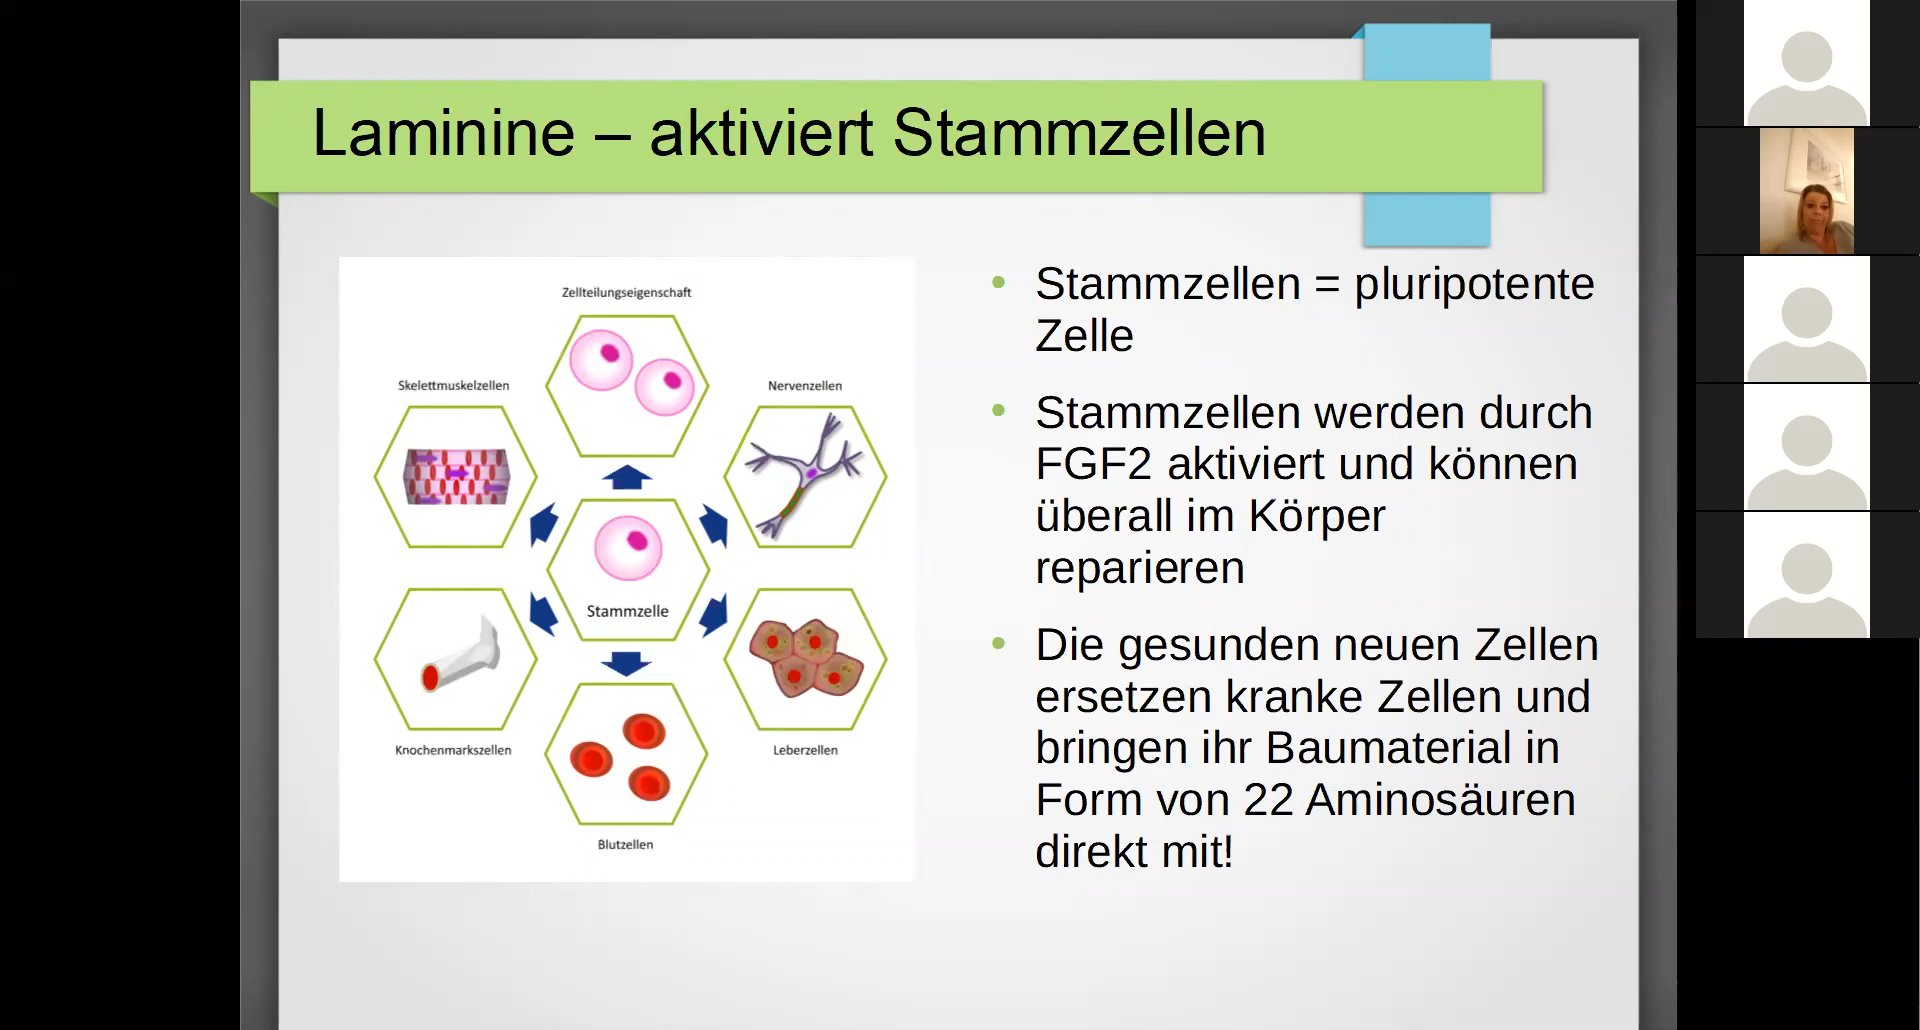 Laminine – aktiviert Stammzellen
Zellteilungseigenschaft
Skelettmuskelzellen
Nervenzellen
Stammzelle
Knochenmarkszellen
Leberzellen
Blutzellen
Stammzellen = pluripotente
Zelle
Stammzellen werden durch
FGF2 aktiviert und können
überall im Körper
reparieren
Die gesunden neuen Zellen
ersetzen kranke Zellen und
bringen ihr Baumaterial in
Form von 22 Aminosäuren
direkt mit!